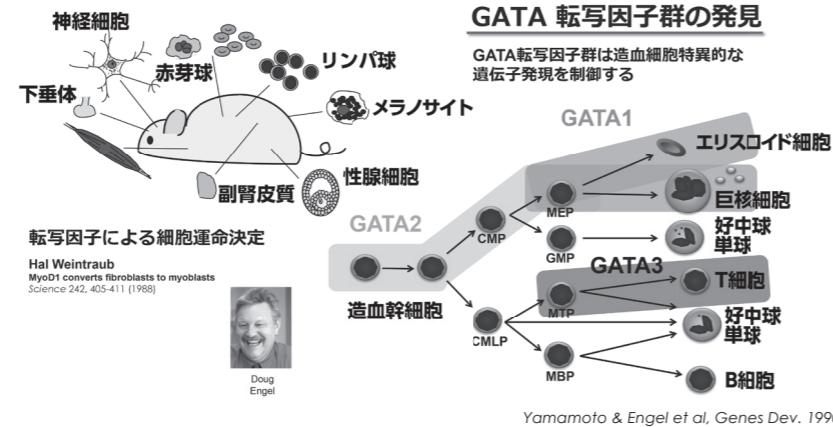 神経細胞
赤芽球
リンパ球
下垂体
メラノサイト
副腎皮質
性腺細胞
転写因子による細胞運命決定
Hal Weintraub
MyoD1 converts fibroblasts to myoblasts
Science 242, 405-411 (1988)
Doug
Engel
GATA 転写因子群の発見
GATA転写因子群は造血細胞特異的な
遺伝子発現を制御する
GATA1
エリスロイド細胞
MEP
巨核細胞
GATA2
CMP
GMP
好中球
単球
造血幹細胞
GATA3
T細胞
MTP
CMLP
好中球
単球
MBP
B細胞
Yamamoto & Engel et al, Genes Dev. 199